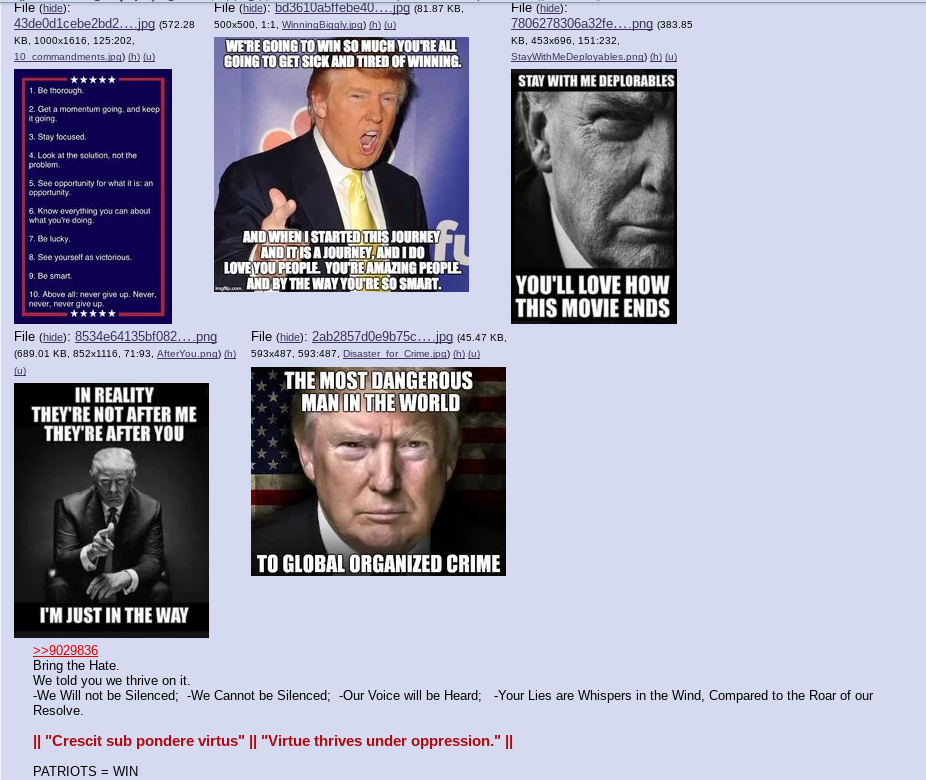 File (hide): File (hide): bd3610a5ffebe40….jpg (81.87 KB, File (hide):
43de0d1cebe2bd2….jpg (572.28 500x500, 1:1, WinningBiggly.jpg) (h) (u) 7806278306a32fe….png (383.85
KB, 1000x1616, 125:202, KB, 453x696, 151:232,
10_commandments.jpg) (h) (u) StayWithMeDeployables.png) (h) (u)
1. Be thorough.
2. Get a momentum going, and keep
it going.
3. Stay focused.
4. Look at the solution, not the
problem.
5. See opportunity for what it is: an
opportunity.
6. Know everything you can about
what you're doing.
7. Be lucky.
8. See yourself as victorious.
9. Be smart.
10. Above all: never give up. Never,
never, never give up.
WE'RE GOING TO WIN SO MUCH YOU'RE ALL
GOING TO GET SICK AND TIRED OF WINNING.
AND WHEN I STARTED THIS JOURNEY
AND IT IS A JOURNEY, AND I DO
LOVE YOU PEOPLE. YOU'RE AMAZING PEOPLE.
AND BY THE WAY YOU'RE SO SMART.
imgflip.com
STAY WITH ME DEPLORABLES
YOU'LL LOVE HOW
THIS MOVIE ENDS
File (hide): 8534e64135bf082….png
(689.01 KB, 852x1116, 71:93, AfterYou.png) (h)
(u)
IN REALITY
THEY'RE NOT AFTER ME
THEY'RE AFTER YOU
I'M JUST IN THE WAY
File (hide): 2ab2857d0e9b75c….jpg (45.47 KB,
593x487, 593:487, Disaster_for_Crime.jpg) (h) (u)
THE MOST DANGEROUS
MAN IN THE WORLD
TO GLOBAL ORGANIZED CRIME
>>9029836
Bring the Hate.
We told you we thrive on it.
-We Will not be Silenced;  -We Cannot be Silenced;  -Our Voice will be Heard;   -Your Lies are Whispers in the Wind, Compared to the Roar of our
Resolve.
|| "Crescit sub pondere virtus" || "Virtue thrives under oppression." ||
PATRIOTS = WIN